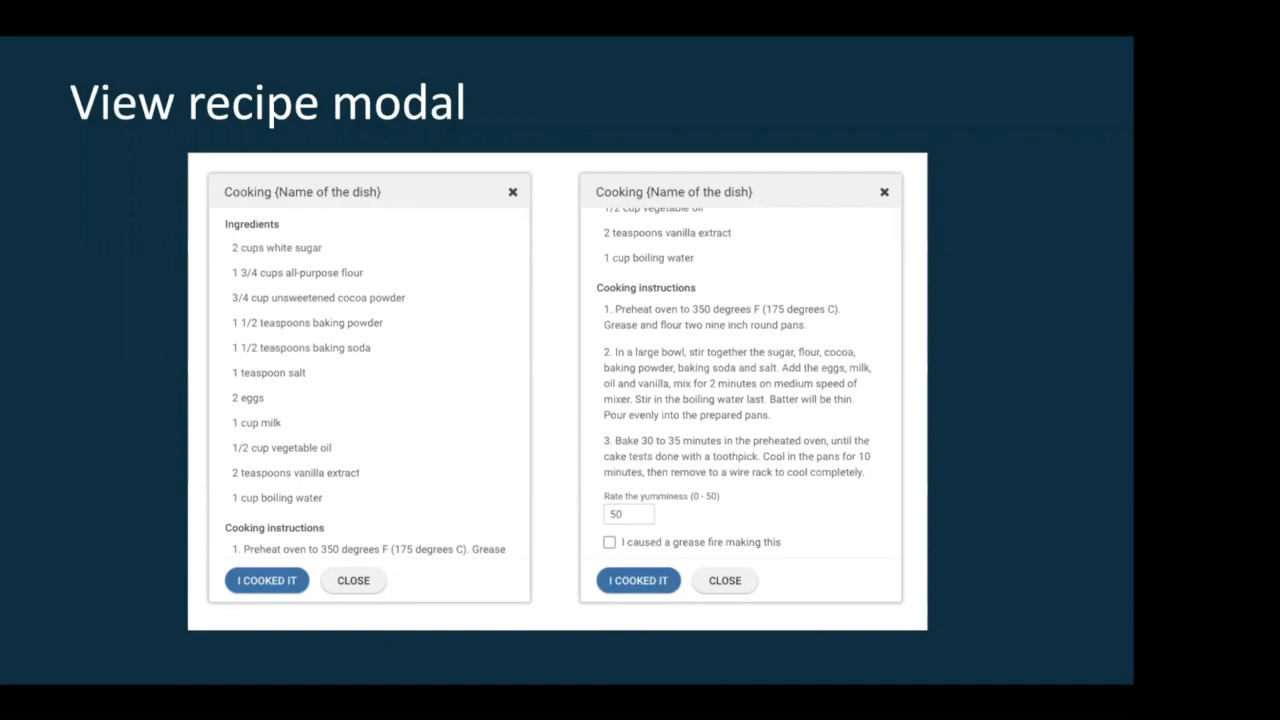 View recipe modal
Cooking {Name of the dish}
Ingredients
2 cups white sugar
1 3/4 cups all-purpose flour
3/4 cup unsweetened cocoa powder
1 1/2 teaspoons baking powder
1 1/2 teaspoons baking soda
1 teaspoon salt
2 eggs
1 cup milk
1/2 cup vegetable oil
2 teaspoons vanilla extract
1 cup boiling water
Cooking instructions
1. Preheat oven to 350 degrees F (175 degrees C). Grease
I COOKED IT
CLOSE
Cooking {Name of the dish}
1/2 cup vegetable oil
2 teaspoons vanilla extract
1 cup boiling water
Cooking instructions
1. Preheat oven to 350 degrees F (175 degrees C).
Grease and flour two nine inch round pans.
2. In a large bowl, stir together the sugar, flour, cocoa,
baking powder, baking soda and salt. Add the eggs, milk,
oil and vanilla, mix for 2 minutes on medium speed of
mixer. Stir in the boiling water last. Batter will be thin.
Pour evenly into the prepared pans.
3. Bake 30 to 35 minutes in the preheated oven, until the
cake tests done with a toothpick. Cool in the pans for 10
minutes, then remove to a wire rack to cool completely.
Rate the yumminess (0 - 50)
50
I caused a grease fire making this
I COOKED IT
CLOSE